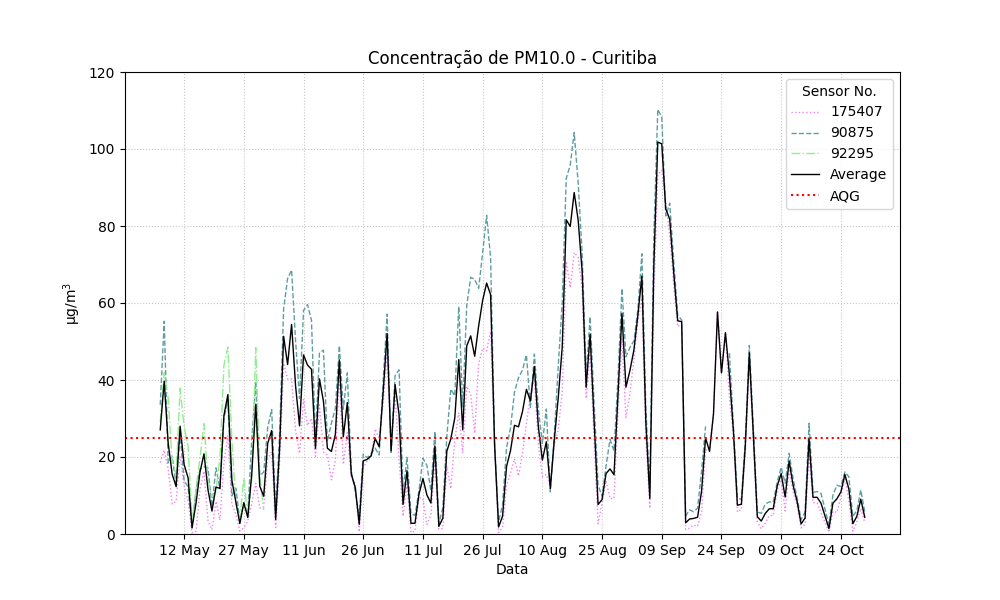 Concentração de PM10.0 - Curitiba
120
100
80
60
40
20
0
µg/m³
12 May 27 May 11 Jun 26 Jun 11 Jul 26 Jul 10 Aug 25 Aug 09 Sep 24 Sep 09 Oct 24 Oct
Data
Sensor No.
175407
90875
92295
Average
AQG